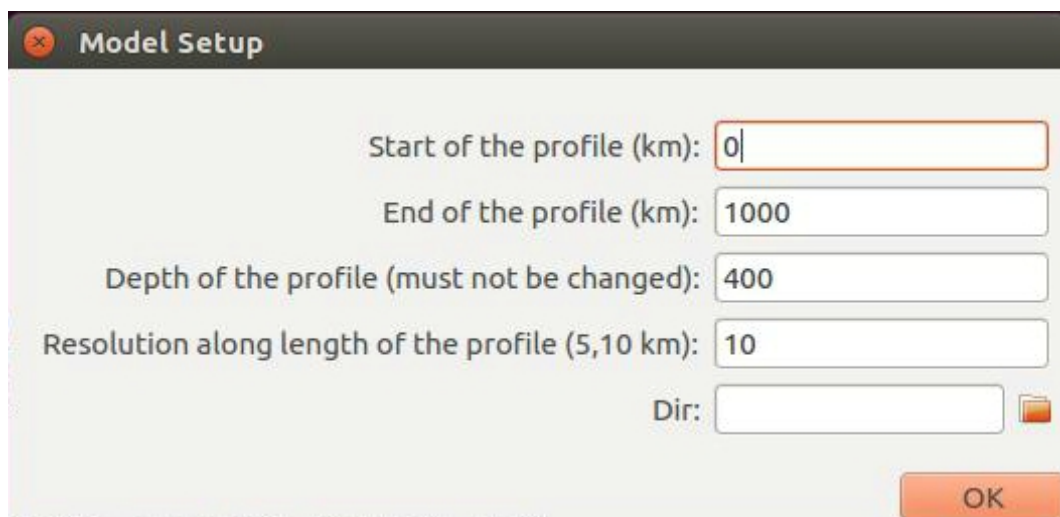 Model Setup
Start of the profile (km): 0
End of the profile (km): 1000
Depth of the profile (must not be changed): 400
Resolution along length of the profile (5,10 km): 10
Dir:
OK